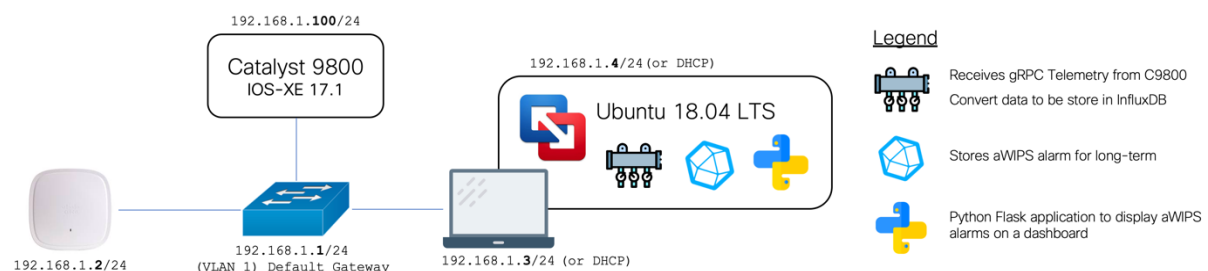 192.168.1.100/24
Catalyst 9800
IOS-XE 17.1
192.168.1.4/24 (or DHCP)
Ubuntu 18.04 LTS
192.168.1.2/24
192.168.1.1/24
(VLAN 1) Default Gateway
192.168.1.3/24 (or DHCP)
Legend
Receives gRPC Telemetry from C9800
Convert data to be store in InfluxDB
Stores aWIPS alarm for long-term
Python Flask application to display aWIPS
alarms on a dashboard